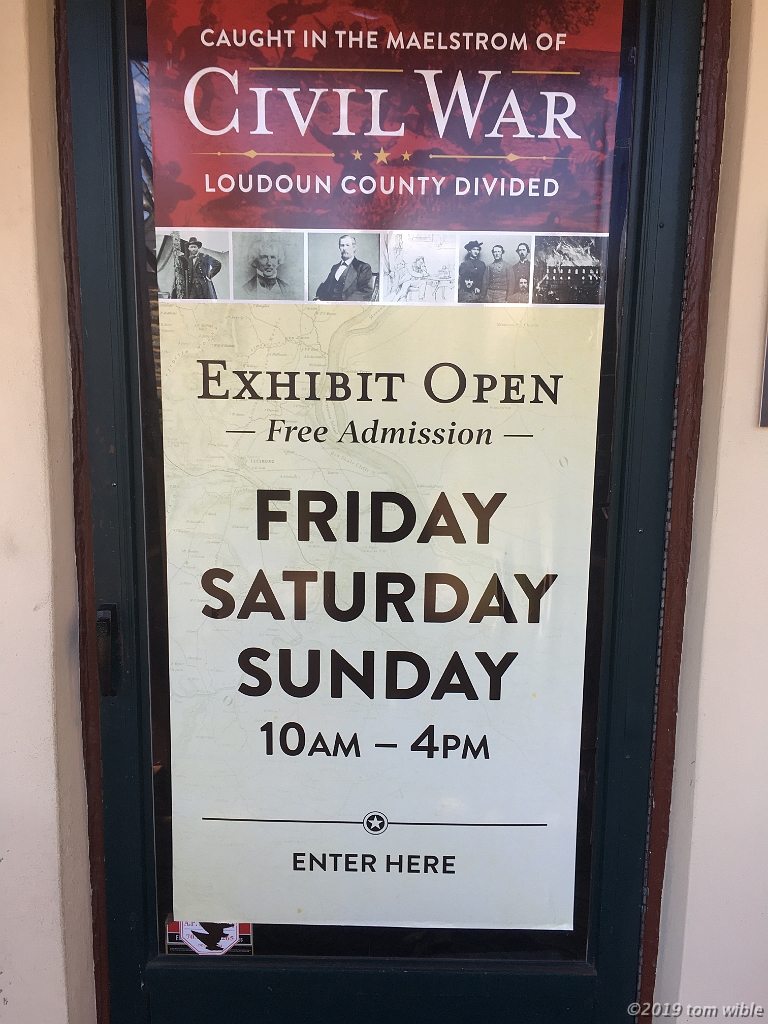 CAUGHT IN THE MAELSTROM OF
CIVIL WAR
LOUDOUN COUNTY DIVIDED
EXHIBIT OPEN
— Free Admission —
FRIDAY
SATURDAY
SUNDAY
10AM – 4PM
ENTER HERE
©2019 tom wible